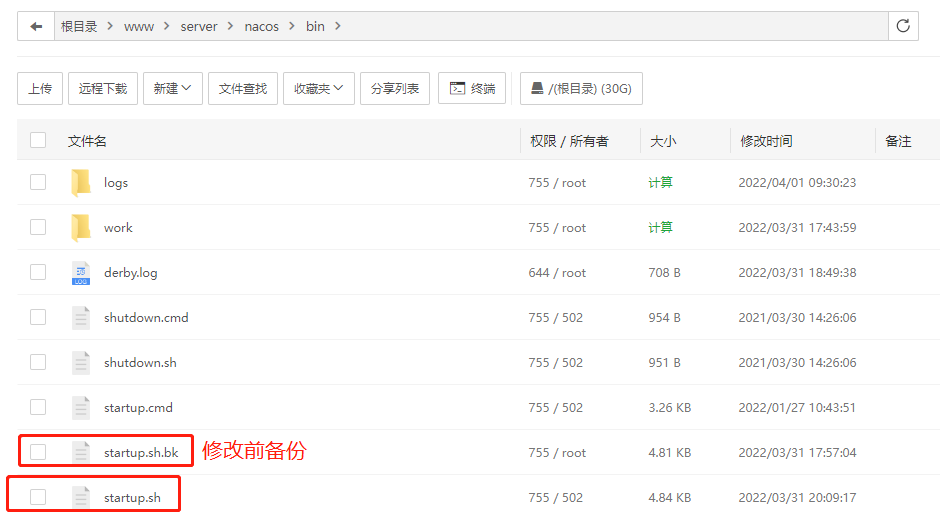 根目录 > www > server > nacos > bin >
上传 远程下载 新建 文件查找 收藏夹 分享列表 终端 /(根目录) (30G)
文件名 权限 / 所有者 大小 修改时间 备注
logs 755 / root 计算 2022/04/01 09:30:23
work 755 / root 计算 2022/03/31 17:43:59
LOG derby.log 644 / root 708 B 2022/03/31 18:49:38
shutdown.cmd 755 / 502 954 B 2021/03/30 14:26:06
shutdown.sh 755 / 502 951 B 2021/03/30 14:26:06
startup.cmd 755 / 502 3.26 KB 2022/01/27 10:43:51
startup.sh.bk 修改前备份 755 / root 4.81 KB 2022/03/31 17:57:04
startup.sh 755 / 502 4.84 KB 2022/03/31 20:09:17